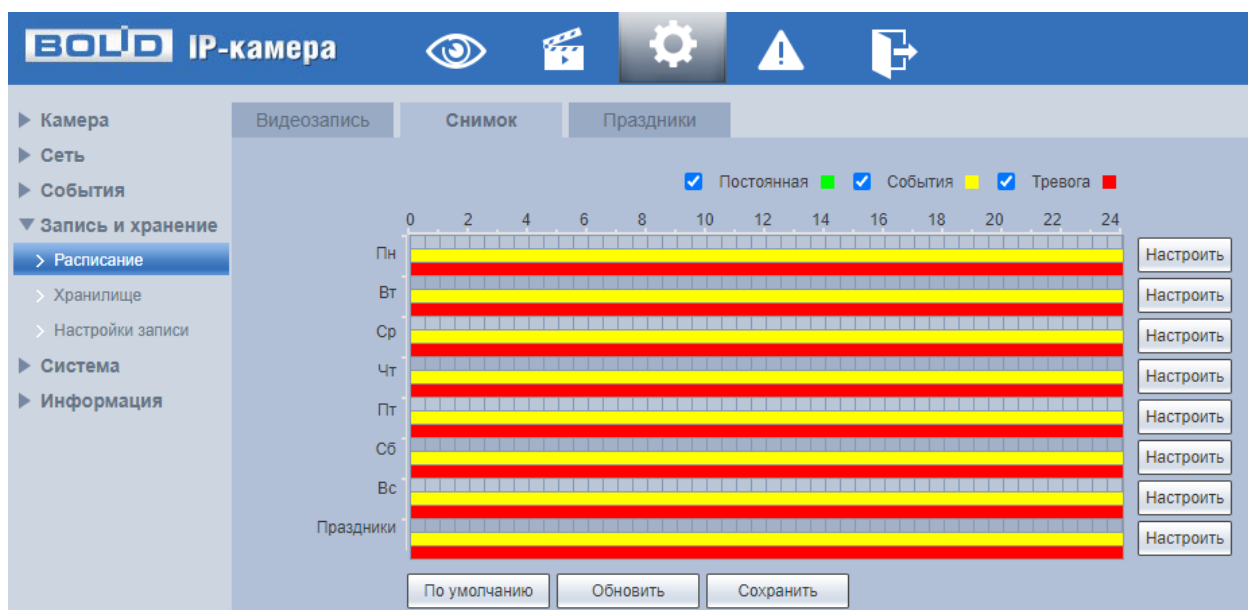 BOLID IP-камера
Камера
Сеть
События
Запись и хранение
Расписание
Хранилище
Настройки записи
Система
Информация
Видеозапись Снимок Праздники
Постоянная События Тревога
0 2 4 6 8 10 12 14 16 18 20 22 24
Пн Настроить
Вт Настроить
Ср Настроить
Чт Настроить
Пт Настроить
Сб Настроить
Вс Настроить
Праздники Настроить
По умолчанию Обновить Сохранить